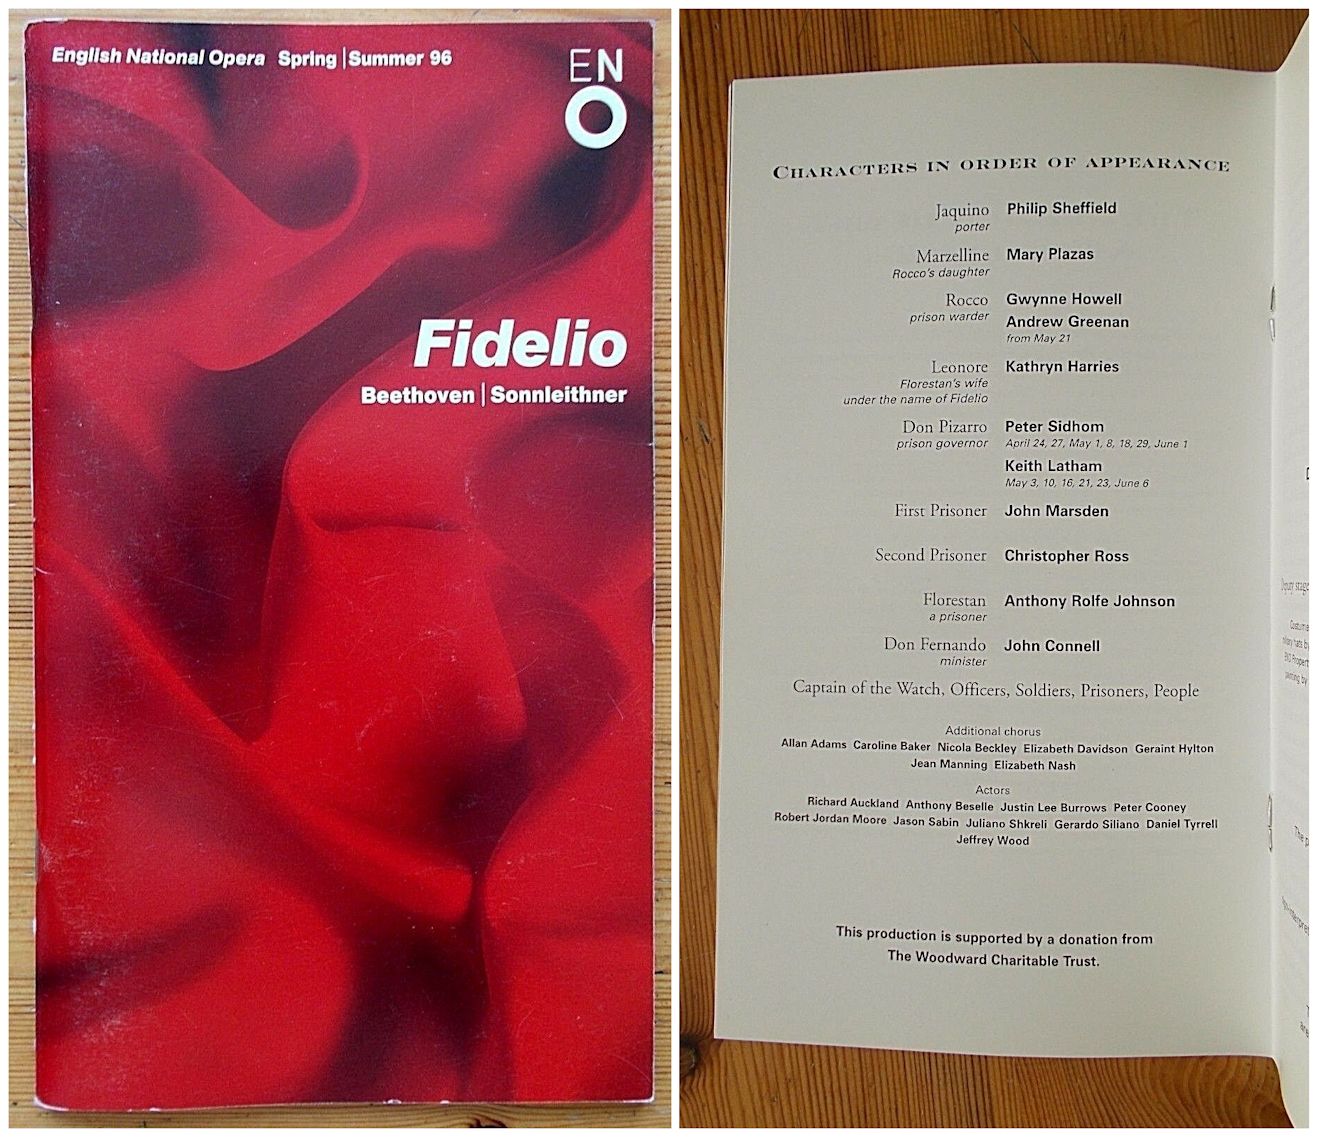 English National Opera Spring | Summer 96
EN
O
Fidelio
Beethoven | Sonnleithner
CHARACTERS IN ORDER OF APPEARANCE
Jaquino Philip Sheffield
porter
Marzelline Mary Plazas
Rocco's daughter
Rocco Gwynne Howell
prison warder Andrew Greenan
from May 21
Leonore Kathryn Harries
Florestan's wife
under the name of Fidelio
Don Pizarro Peter Sidhom
prison governor April 24, 27, May 1, 8, 18, 29, June 1
Keith Latham
May 3, 10, 16, 21, 23, June 6
First Prisoner John Marsden
Second Prisoner Christopher Ross
Florestan Anthony Rolfe Johnson
a prisoner
Don Fernando John Connell
minister
Captain of the Watch, Officers, Soldiers, Prisoners, People
Additional chorus
Allan Adams Caroline Baker Nicola Beckley Elizabeth Davidson Geraint Hylton
Jean Manning Elizabeth Nash
Actors
Richard Auckland Anthony Beselle Justin Lee Burrows Peter Cooney
Robert Jordan Moore Jason Sabin Juliano Shkreli Gerardo Siliano Daniel Tyrrell
Jeffrey Wood
This production is supported by a donation from
The Woodward Charitable Trust.